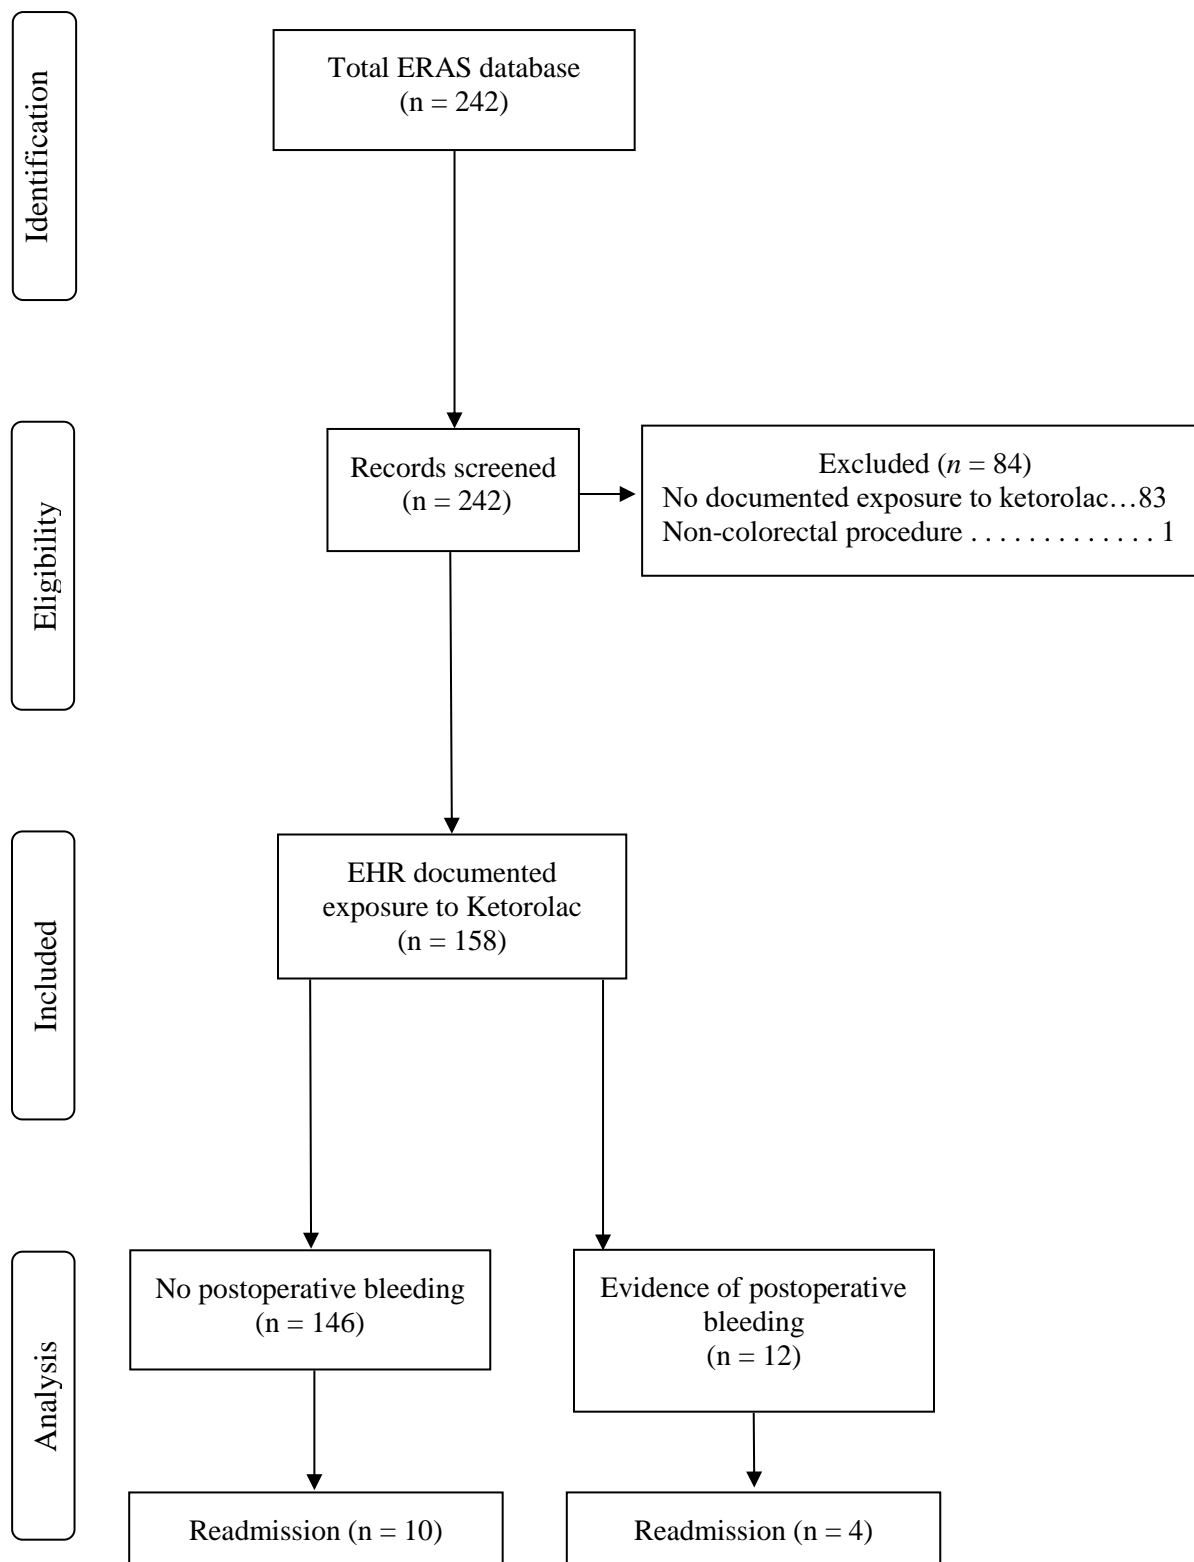 Identification
Total ERAS database
(n = 242)
Eligibility
Records screened
(n = 242)
Excluded (n = 84)
No documented exposure to ketorolac…83
Non-colorectal procedure . . . . . . . . . . . . . 1
Included
EHR documented
exposure to Ketorolac
(n = 158)
Analysis
No postoperative bleeding
(n = 146)
Evidence of postoperative
bleeding
(n = 12)
Readmission (n = 10)
Readmission (n = 4)